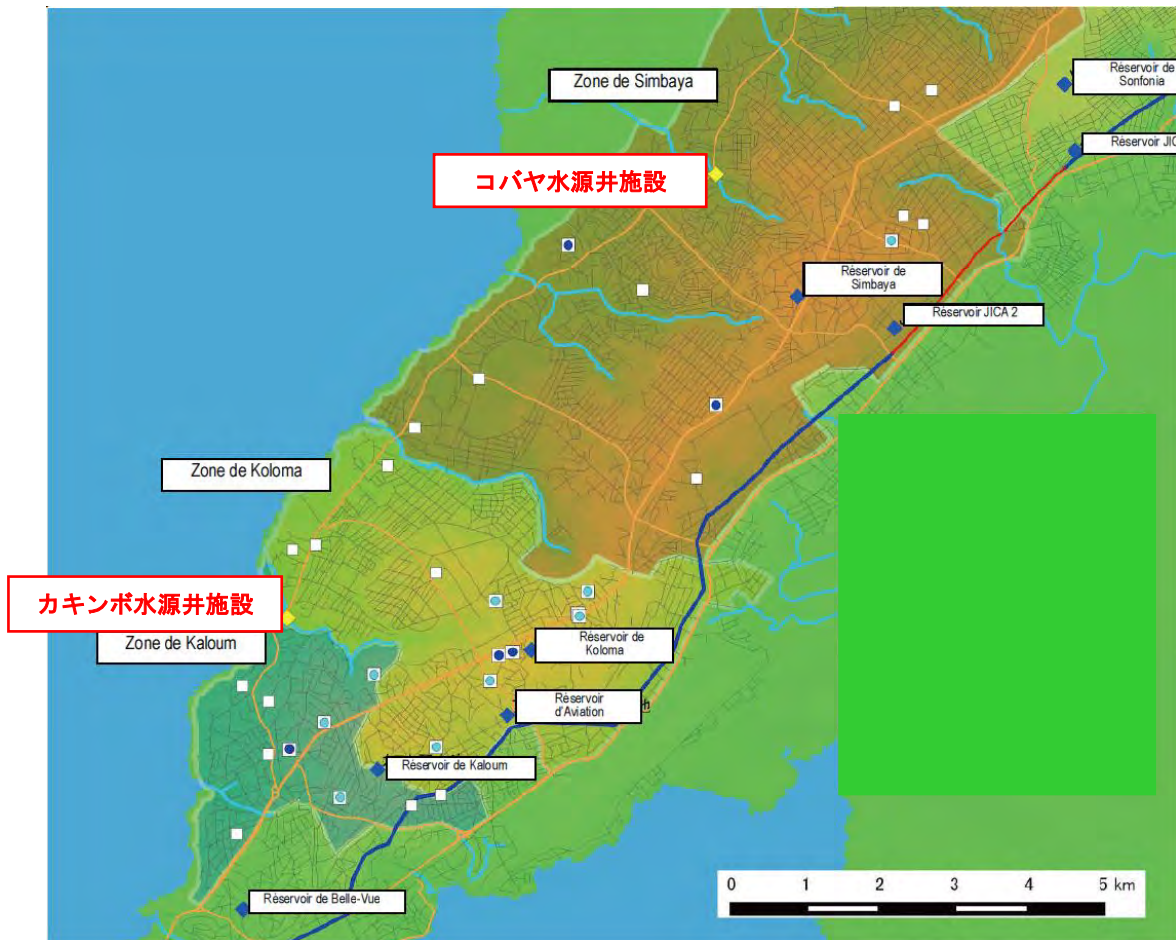 Zone de Simbaya
Réservoir de
Sonfonia
Réservoir JIC
コバヤ水源井施設
Réservoir de
Simbaya
Réservoir JICA 2
Zone de Koloma
カキンボ水源井施設
Zone de Kaloum
Réservoir de
Koloma
Réservoir
d'Aviation
Réservoir de Kaloum
Réservoir de Belle-Vue
0 1 2 3 4 5 km